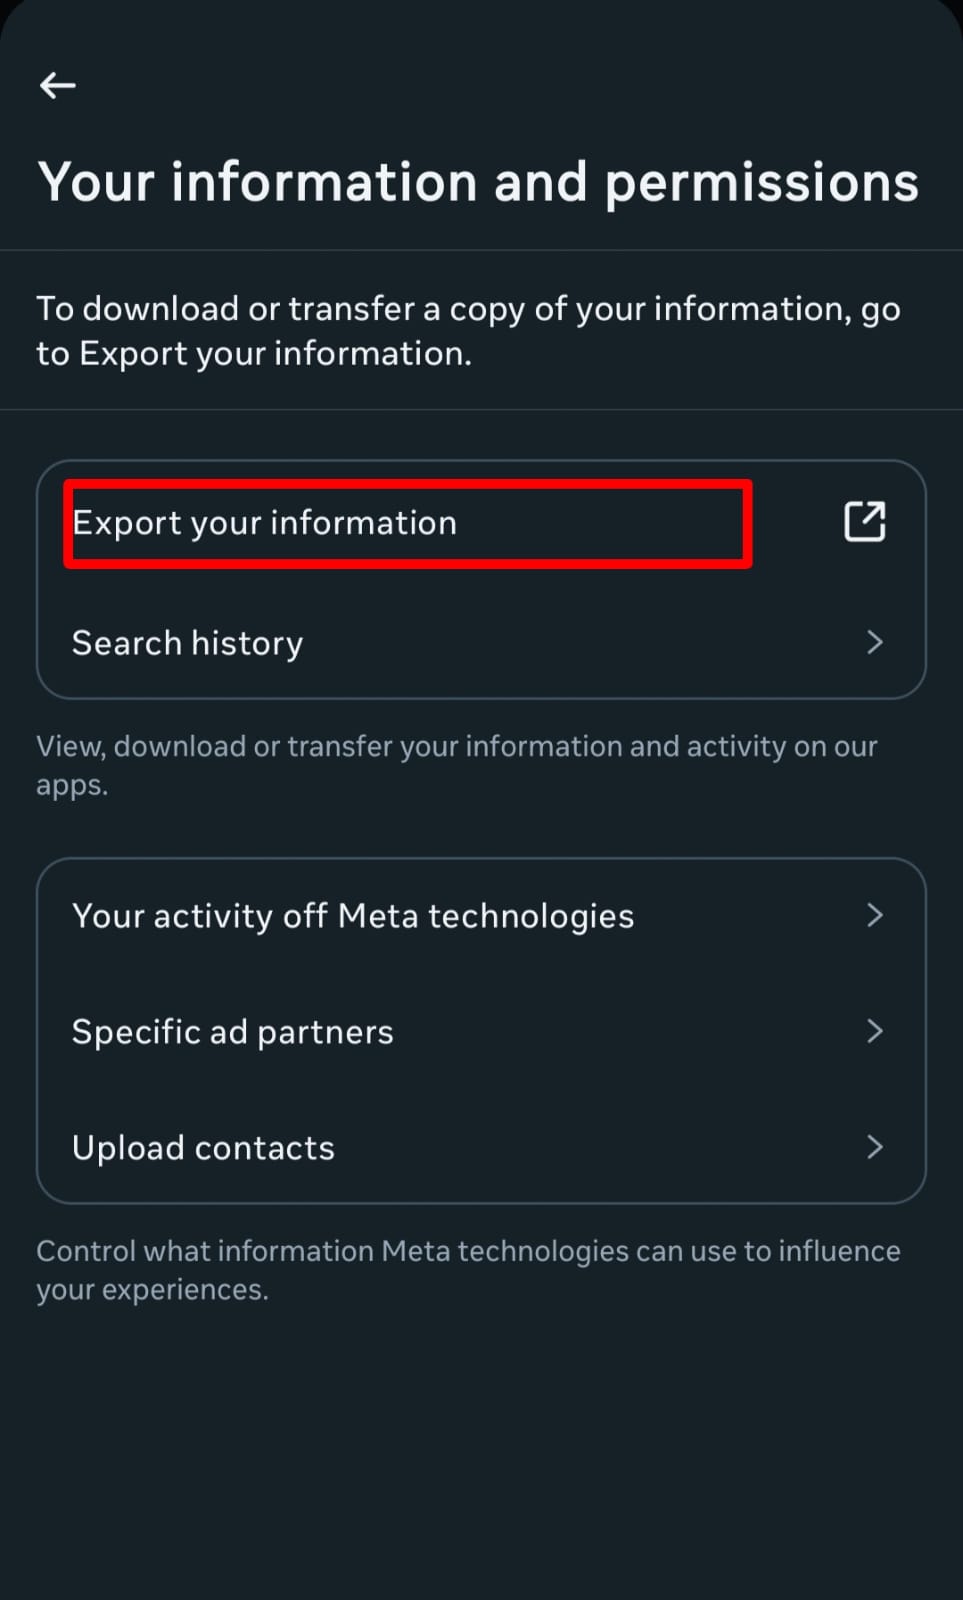 Your information and permissions
To download or transfer a copy of your information, go
to Export your information.
Export your information
Search history
View, download or transfer your information and activity on our
apps.
Your activity off Meta technologies
Specific ad partners
Upload contacts
Control what information Meta technologies can use to influence
your experiences.